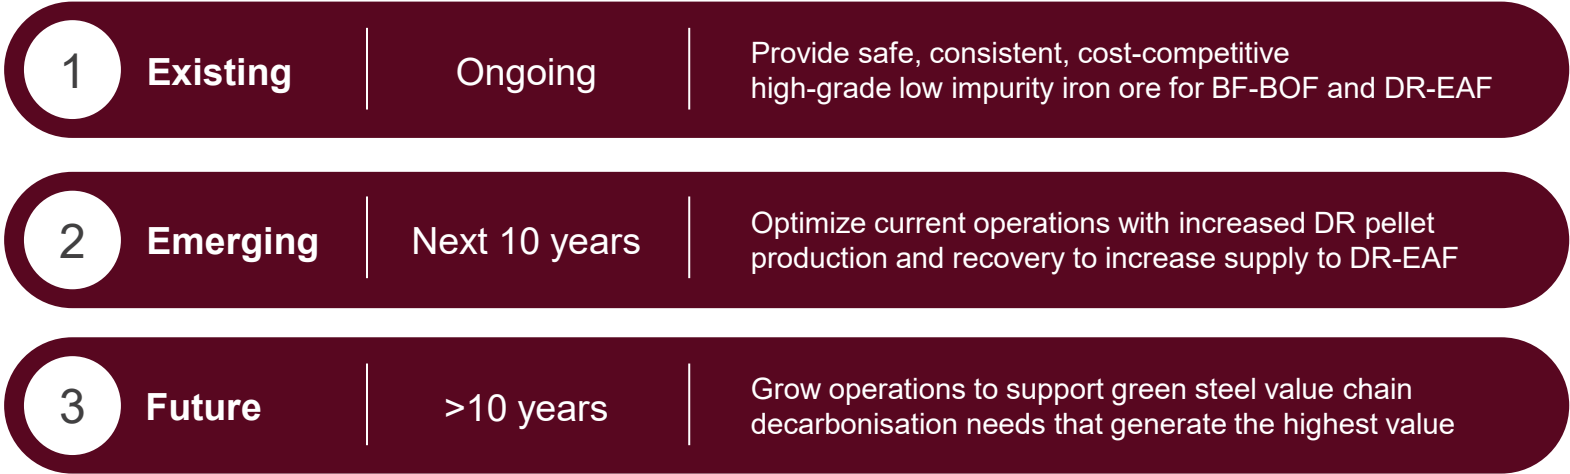 1
Existing
Ongoing
Provide safe, consistent, cost-competitive
high-grade low impurity iron ore for BF-BOF and DR-EAF
2
Emerging
Next 10 years
Optimize current operations with increased DR pellet
production and recovery to increase supply to DR-EAF
3
Future
>10 years
Grow operations to support green steel value chain
decarbonisation needs that generate the highest value